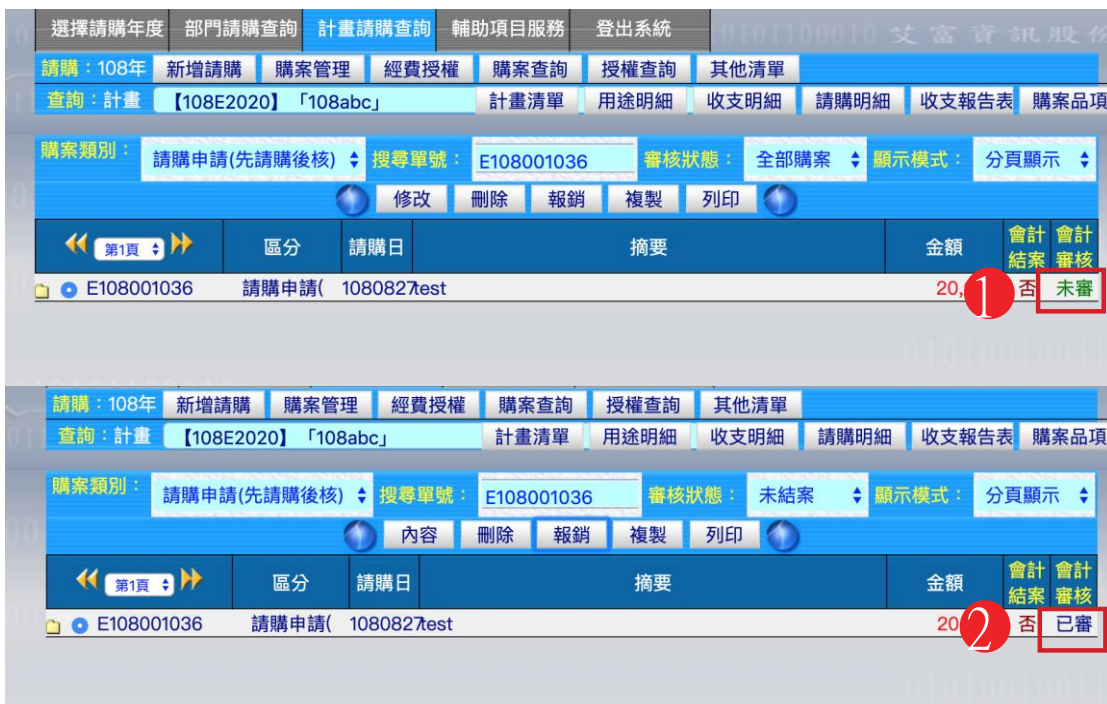 選擇請購年度 部門請購查詢 計畫請購查詢 輔助項目服務 登出系統
請購：108年 新增請購 購案管理 經費授權 購案查詢 授權查詢 其他清單
查詢：計畫 【108E2020】「108abc」 計畫清單 用途明細 收支明細 請購明細 收支報告表 購案品項
購案類別： 請購申請(先請購後核) 搜尋單號： E108001036 審核狀態： 全部購案 顯示模式： 分頁顯示
修改 刪除 報銷 複製 列印
第1頁 區分 請購日 摘要 金額 會計結案 會計審核
E108001036 請購申請( 1080827test 20, 否 未審
1
請購：108年 新增請購 購案管理 經費授權 購案查詢 授權查詢 其他清單
查詢：計畫 【108E2020】「108abc」 計畫清單 用途明細 收支明細 請購明細 收支報告表 購案品項
購案類別： 請購申請(先請購後核) 搜尋單號： E108001036 審核狀態： 未結案 顯示模式： 分頁顯示
內容 刪除 報銷 複製 列印
第1頁 區分 請購日 摘要 金額 會計結案 會計審核
E108001036 請購申請( 1080827test 20 否 已審
2